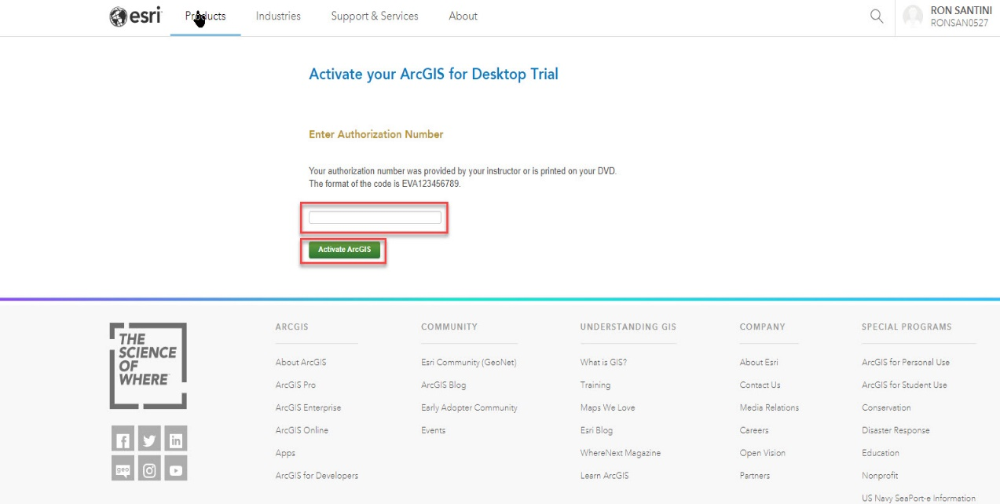 esri
Products Industries Support & Services About
RON SANTINI
RONSAN0527
Activate your ArcGIS for Desktop Trial
Enter Authorization Number
Your authorization number was provided by your instructor or is printed on your DVD.
The format of the code is EVA123456789.
Activate ArcGIS
THE
SCIENCE
OF
WHERE
geo
ARCGIS
About ArcGIS
ArcGIS Pro
ArcGIS Enterprise
ArcGIS Online
Apps
ArcGIS for Developers
COMMUNITY
Esri Community (GeoNet)
ArcGIS Blog
Early Adopter Community
Events
UNDERSTANDING GIS
What is GIS?
Training
Maps We Love
Esri Blog
WhereNext Magazine
Learn ArcGIS
COMPANY
About Esri
Contact Us
Media Relations
Careers
Open Vision
Partners
SPECIAL PROGRAMS
ArcGIS for Personal Use
ArcGIS for Student Use
Conservation
Disaster Response
Education
Nonprofit
US Navy SeaPort-e Information